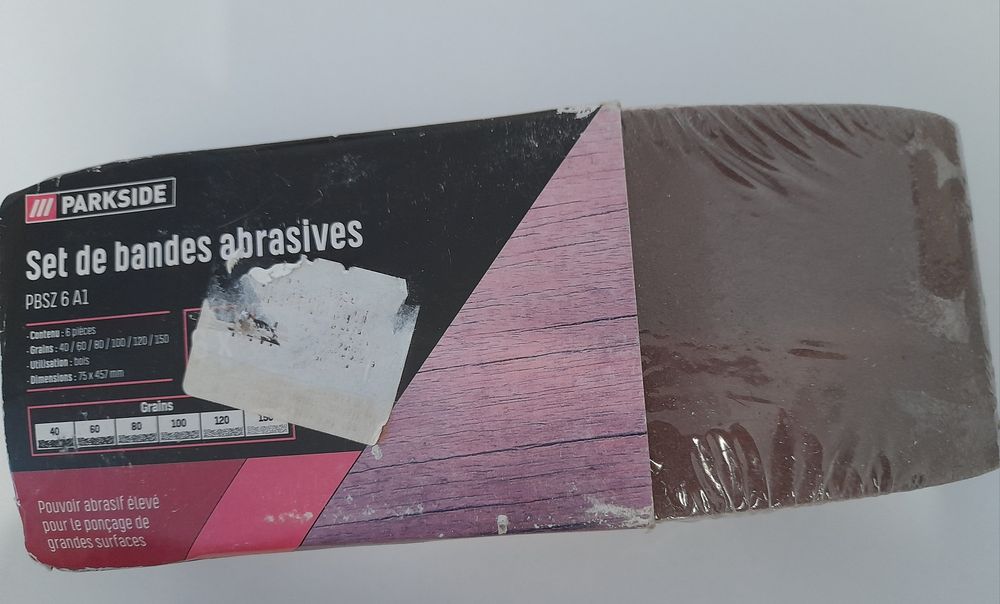 PARKSIDE
Set de bandes abrasives
PBSZ 6 A1
- Contenu : 6 pièces
- Grains : 40 / 60 / 80 / 100 / 120 / 150
- Utilisation : bois
- Dimensions : 75 x 457 mm
Grains
40 60 80 100 120 150
Pouvoir abrasif élevé
pour le ponçage de
grandes surfaces